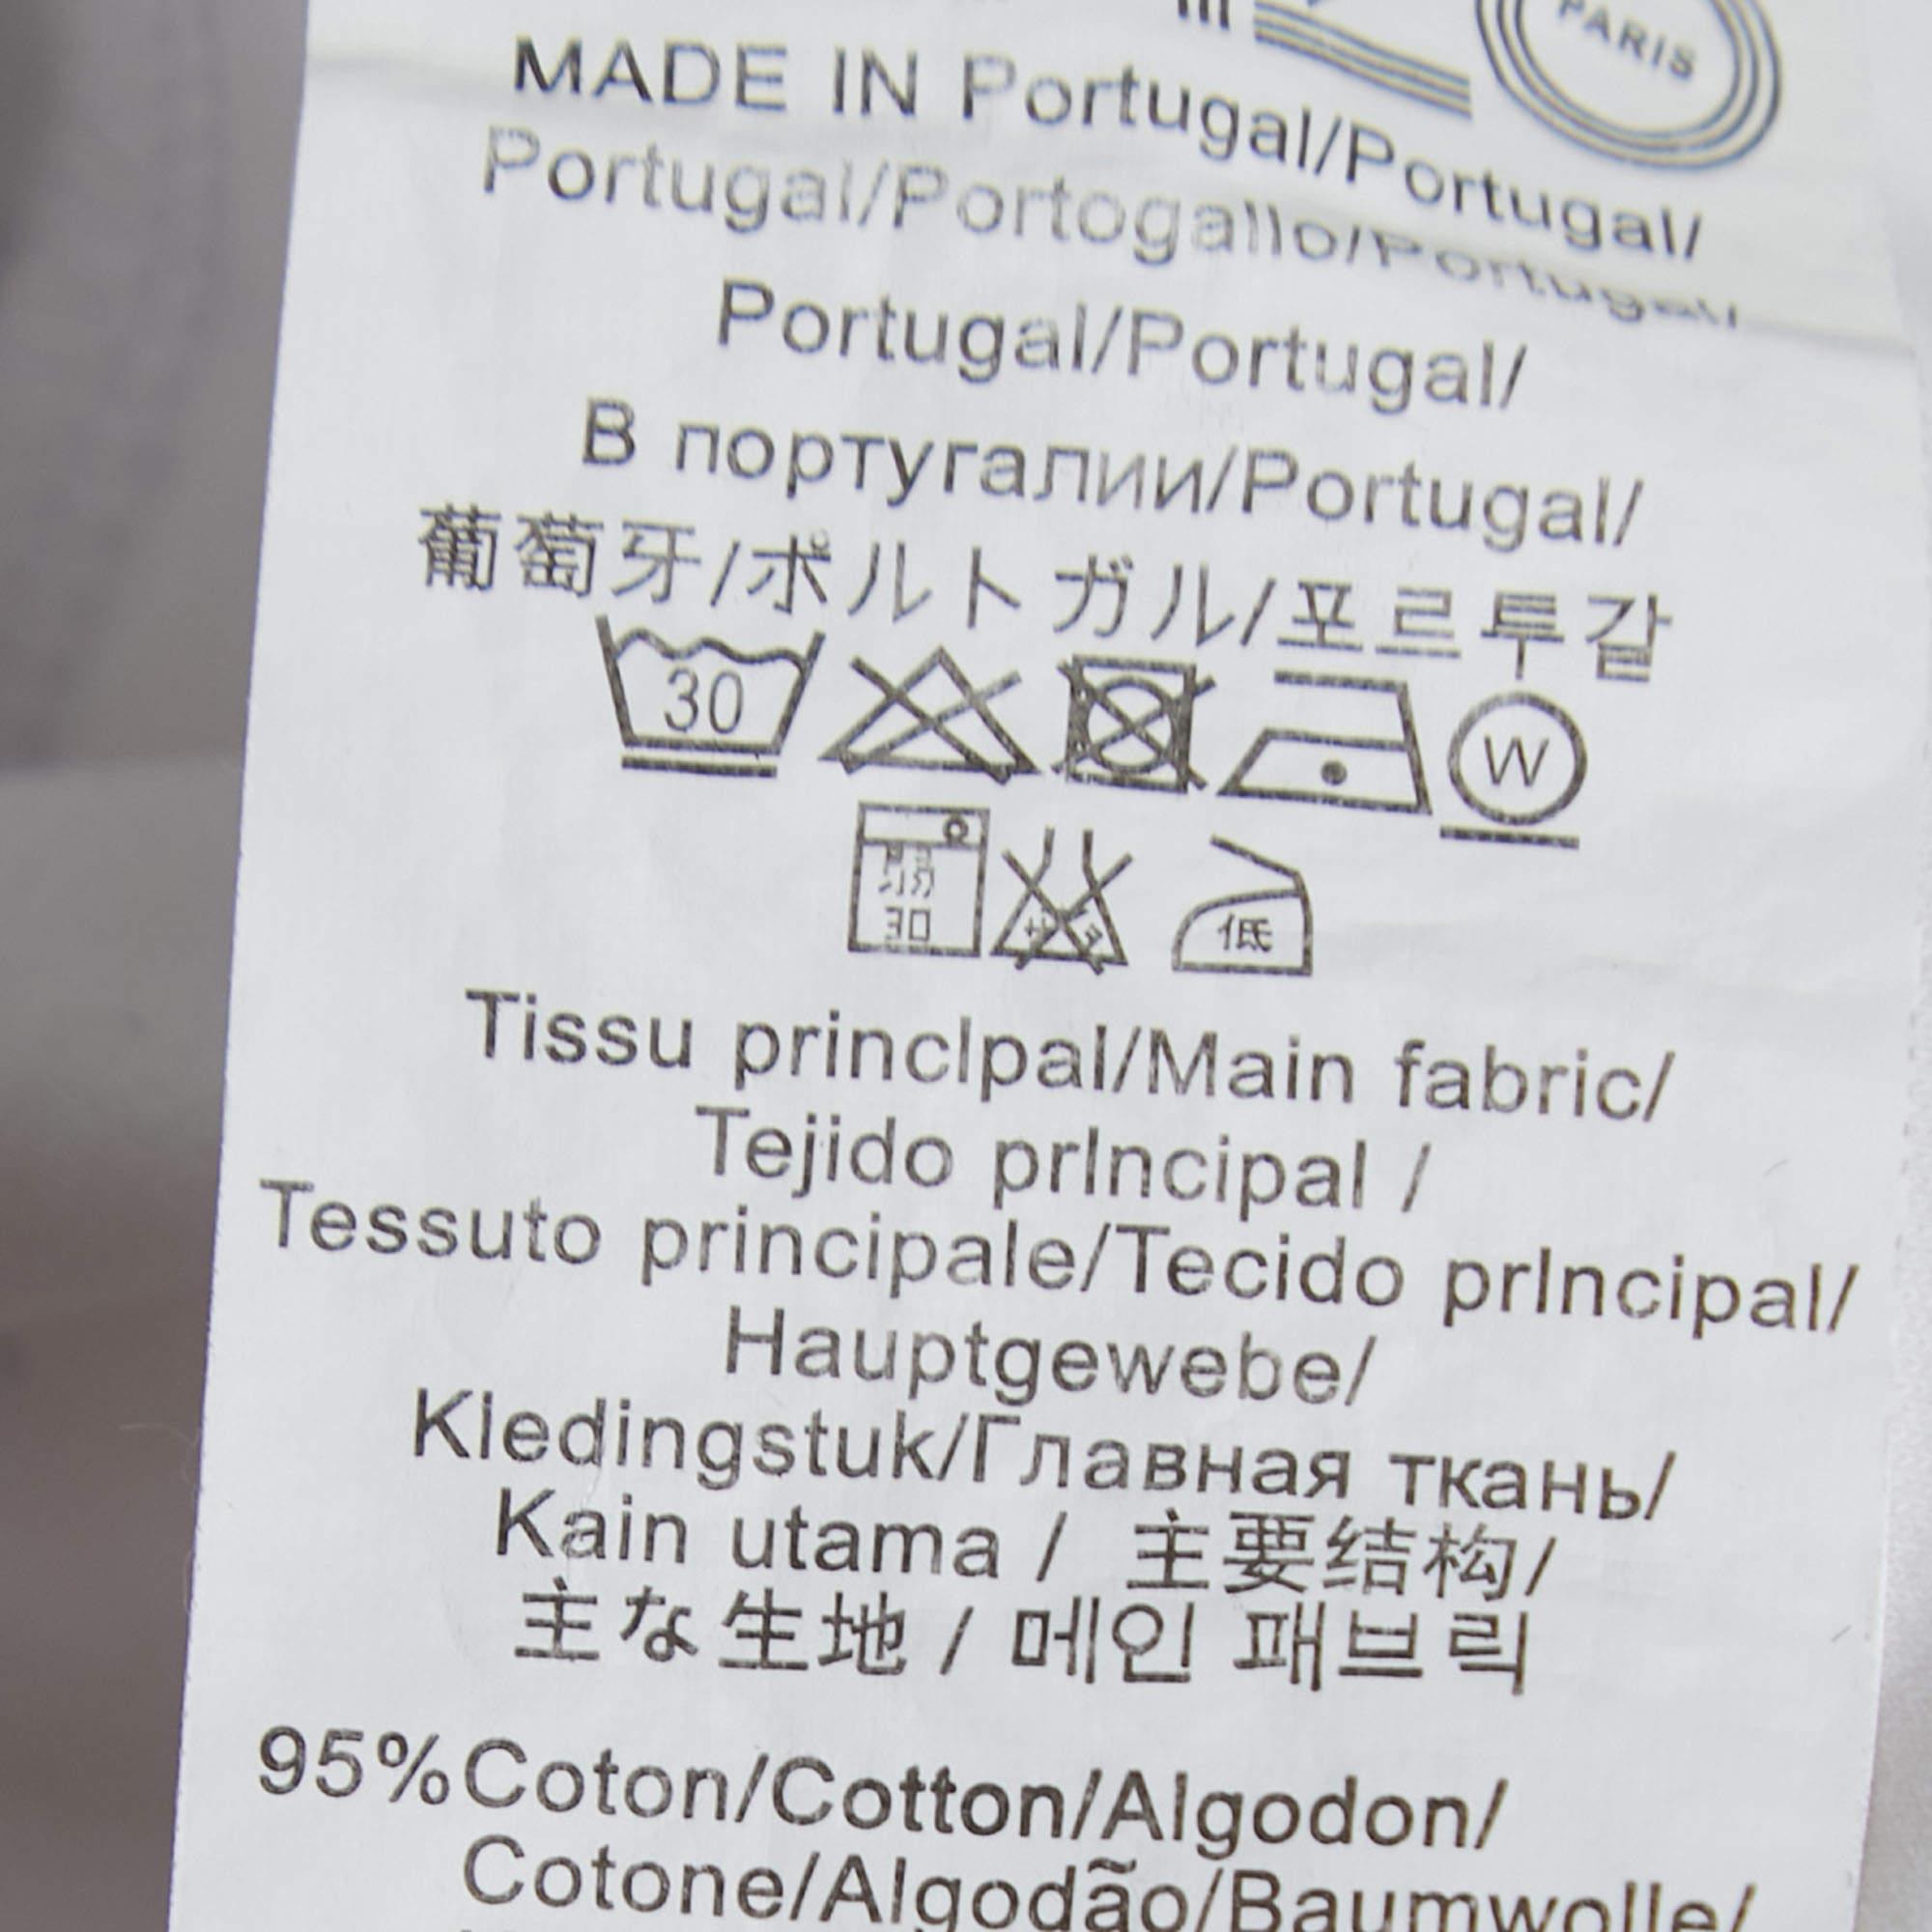 PARIS
MADE IN Portugal/Portugal/
Portugal/Portogallo/Portugal/
Portugal/Portugal/
В португалии/Portugal/
葡萄牙/ポルトガル/포르투갈
30 W
30 低
Tissu princIpal/Main fabric/
Tejido prIncipal /
Tessuto principale/Tecido prIncipal/
Hauptgewebe/
Kledingstuk/Главная ткань/
Kain utama / 主要结构/
主な生地 / 메인 패브릭
95%Coton/Cotton/Algodon/
Cotone/Algodão/Baumwolle/